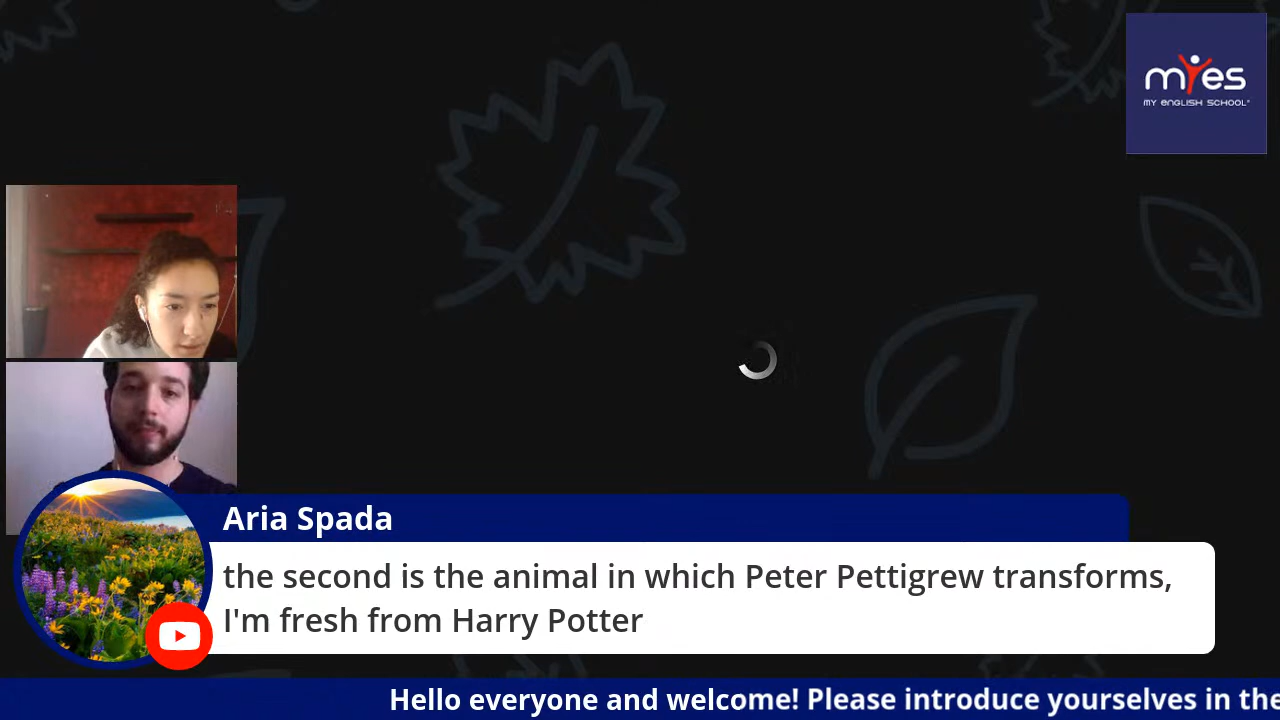 myes
MY ENGLISH SCHOOL
Aria Spada
the second is the animal in which Peter Pettigrew transforms,
I'm fresh from Harry Potter
Hello everyone and welcome! Please introduce yourselves in the